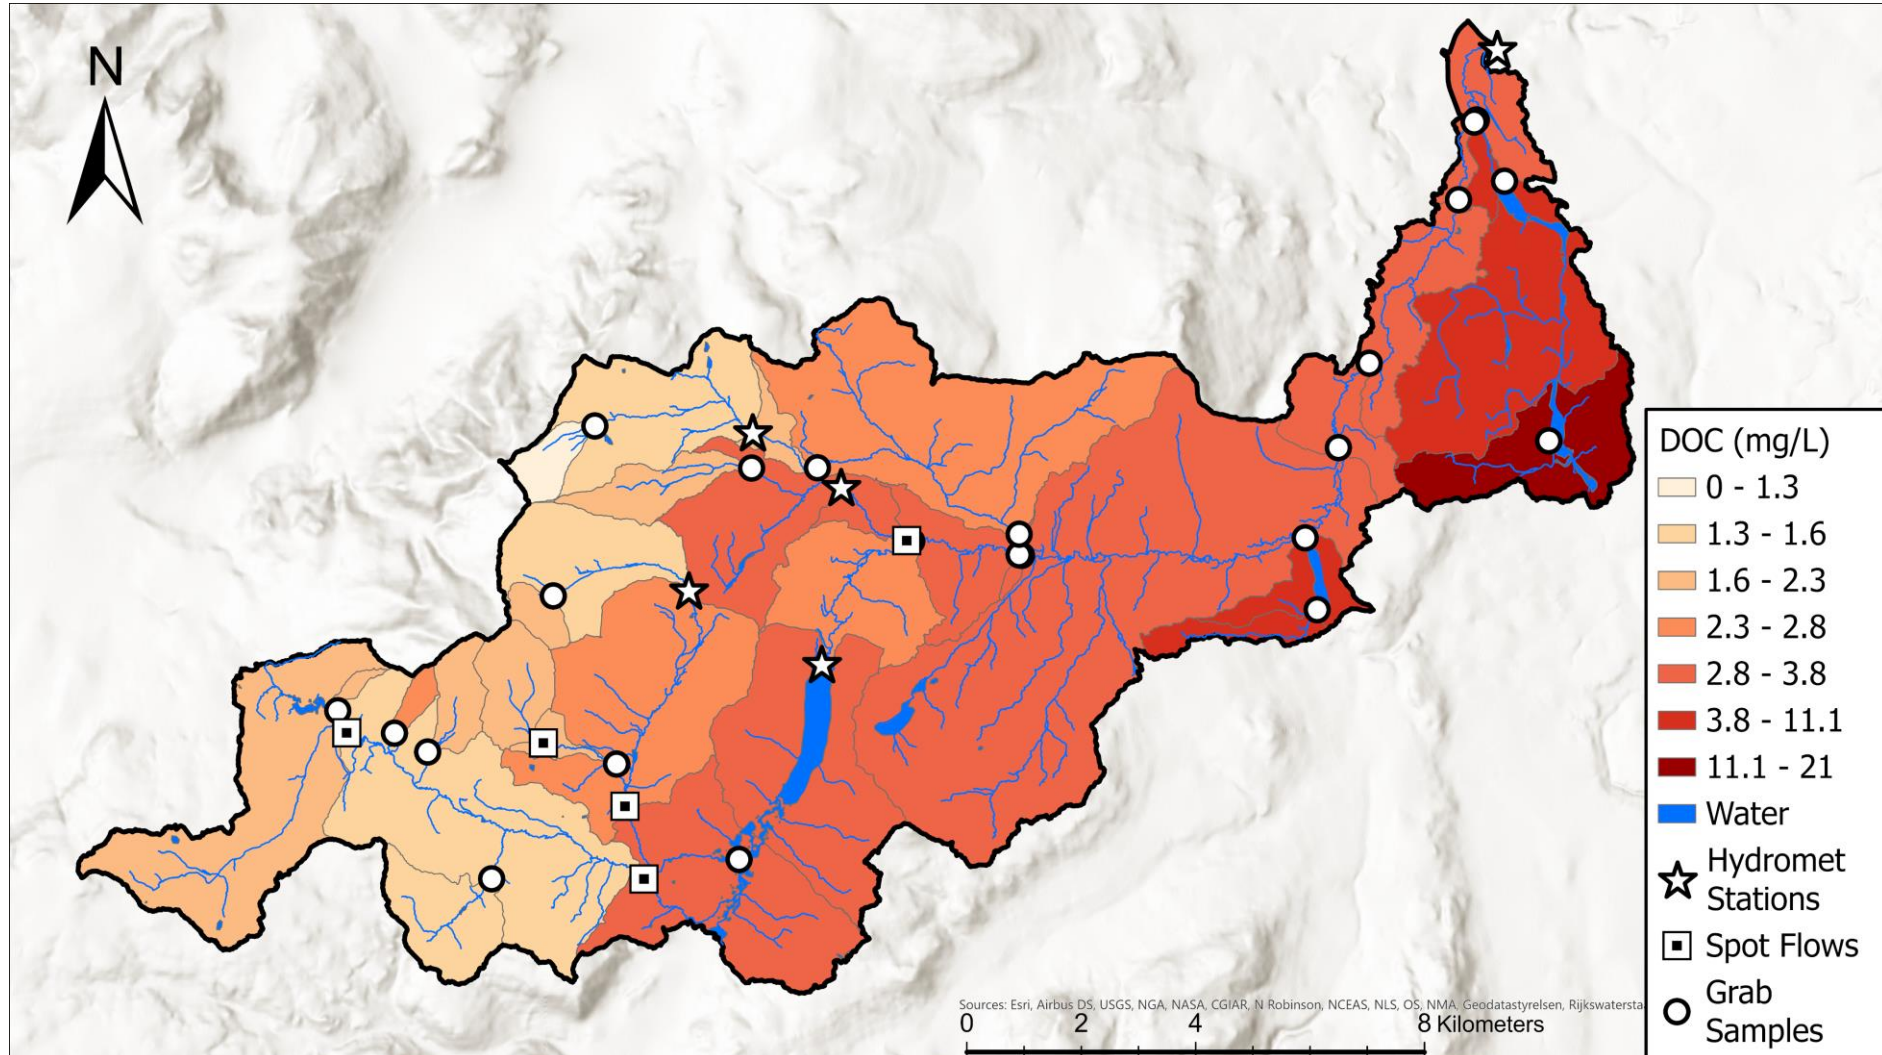 N
DOC (mg/L)
0 - 1.3
1.3 - 1.6
1.6 - 2.3
2.3 - 2.8
2.8 - 3.8
3.8 - 11.1
11.1 - 21
Water
Hydromet
Stations
Spot Flows
Grab
Samples
Sources: Esri, Airbus DS, USGS, NGA, NASA, CGIAR, N Robinson, NCEAS, NLS, OS, NMA, Geodatastyrelsen, Rijkswatersta
0 2 4 8 Kilometers